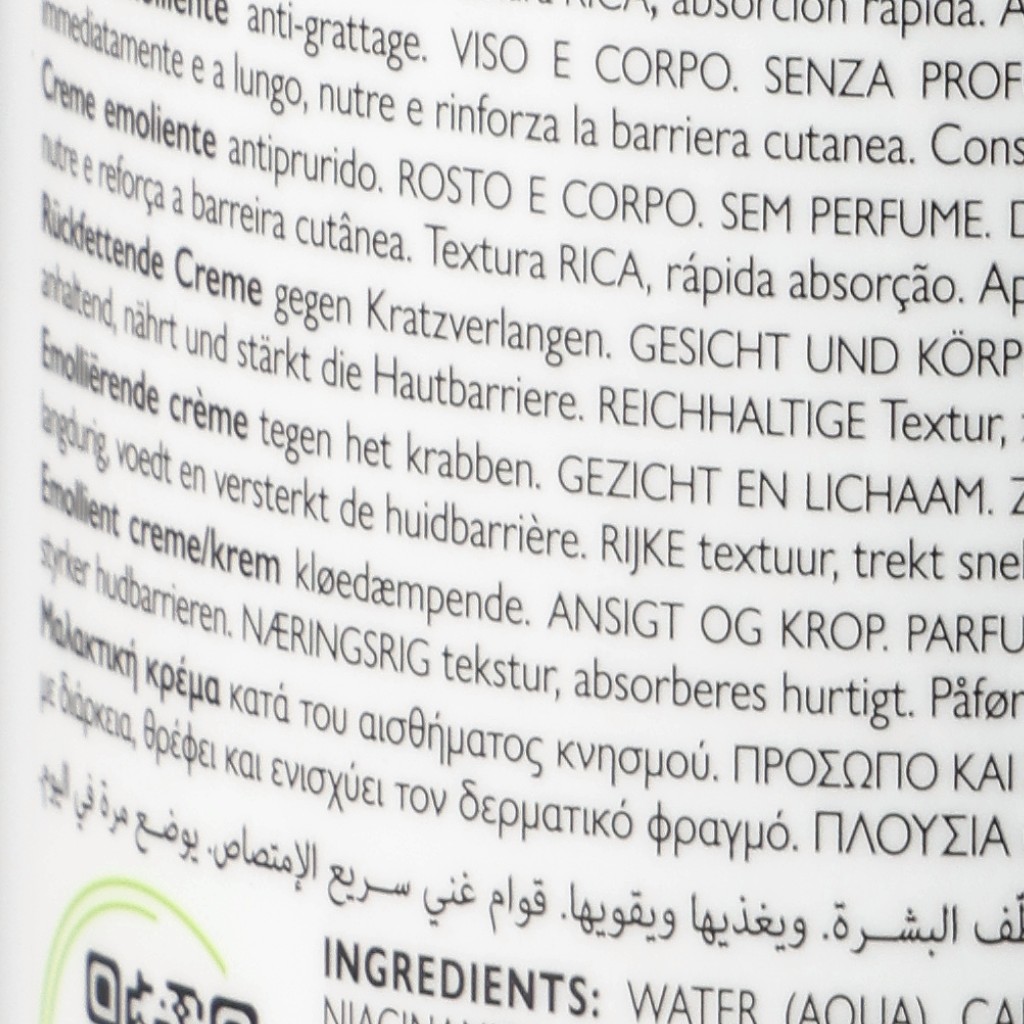 absorción rápida.
anti-grattage. VISO E CORPO. SENZA PROF
immediatamente e a lungo, nutre e rinforza la barriera cutanea. Cons
Creme emoliente antiprurido. ROSTO E CORPO. SEM PERFUME. D
nutre e reforça a barreira cutânea. Textura RICA, rápida absorção. Ap
Rückfettende Creme gegen Kratzverlangen. GESICHT UND KÖRP
anhaltend, nährt und stärkt die Hautbarriere. REICHHALTIGE Textur,
Emolliërende crème tegen het krabben. GEZICHT EN LICHAAM. Z
langdurig, voedt en versterkt de huidbarrière. RIJKE textuur, trekt snel
Emollient creme/krem kløedæmpende. ANSIGT OG KROP. PARFU
styrker hudbarrieren. NÆRINGSRIG tekstur, absorberes hurtigt. Påfør
Μαλακτική κρέμα κατά του αισθήματος κνησμού. ΠΡΟΣΩΠΟ ΚΑΙ
με διάρκεια, θρέφει και ενισχύει τον δερματικό φραγμό. ΠΛΟΥΣΙΑ
البشرة. ويغذيها ويقويها. قوام غني سريع الإمتصاص. يوضع مرة في اليوم
INGREDIENTS: WATER (AQUA), CA